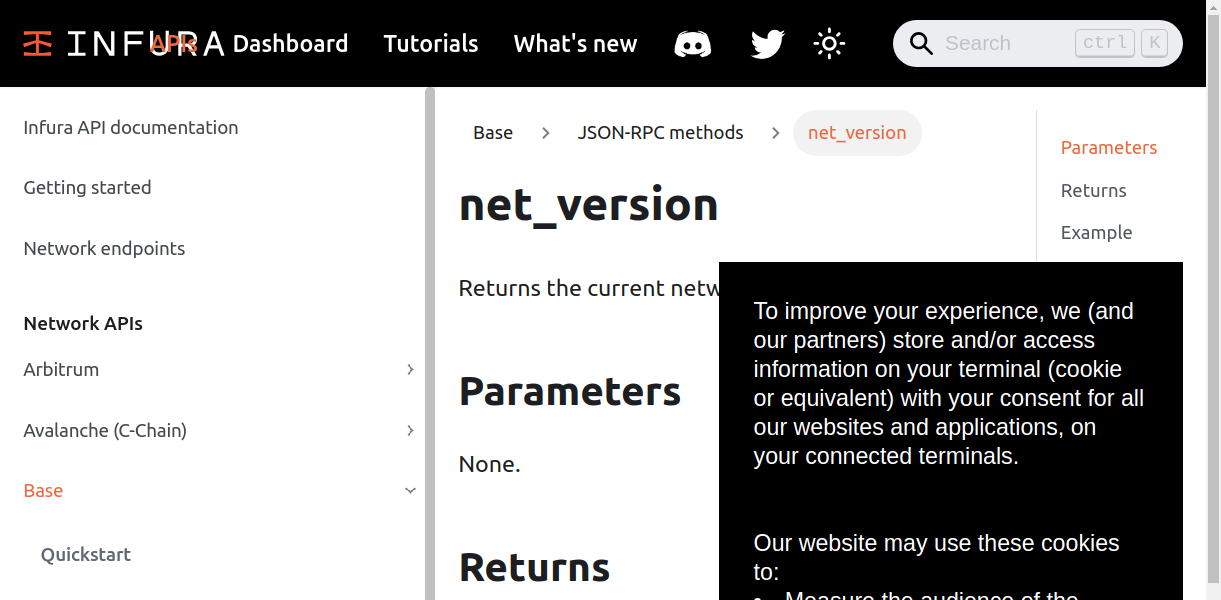 INFURA
APIs
Dashboard
Tutorials
What's new
Search
ctrl
K
Infura API documentation
Getting started
Network endpoints
Network APIs
Arbitrum
Avalanche (C-Chain)
Base
Quickstart
Base
JSON-RPC methods
net_version
net_version
Returns the current netw
Parameters
None.
Returns
Parameters
Returns
Example
To improve your experience, we (and
our partners) store and/or access
information on your terminal (cookie
or equivalent) with your consent for all
our websites and applications, on
your connected terminals.
Our website may use these cookies
to:
• Measure the audience of the